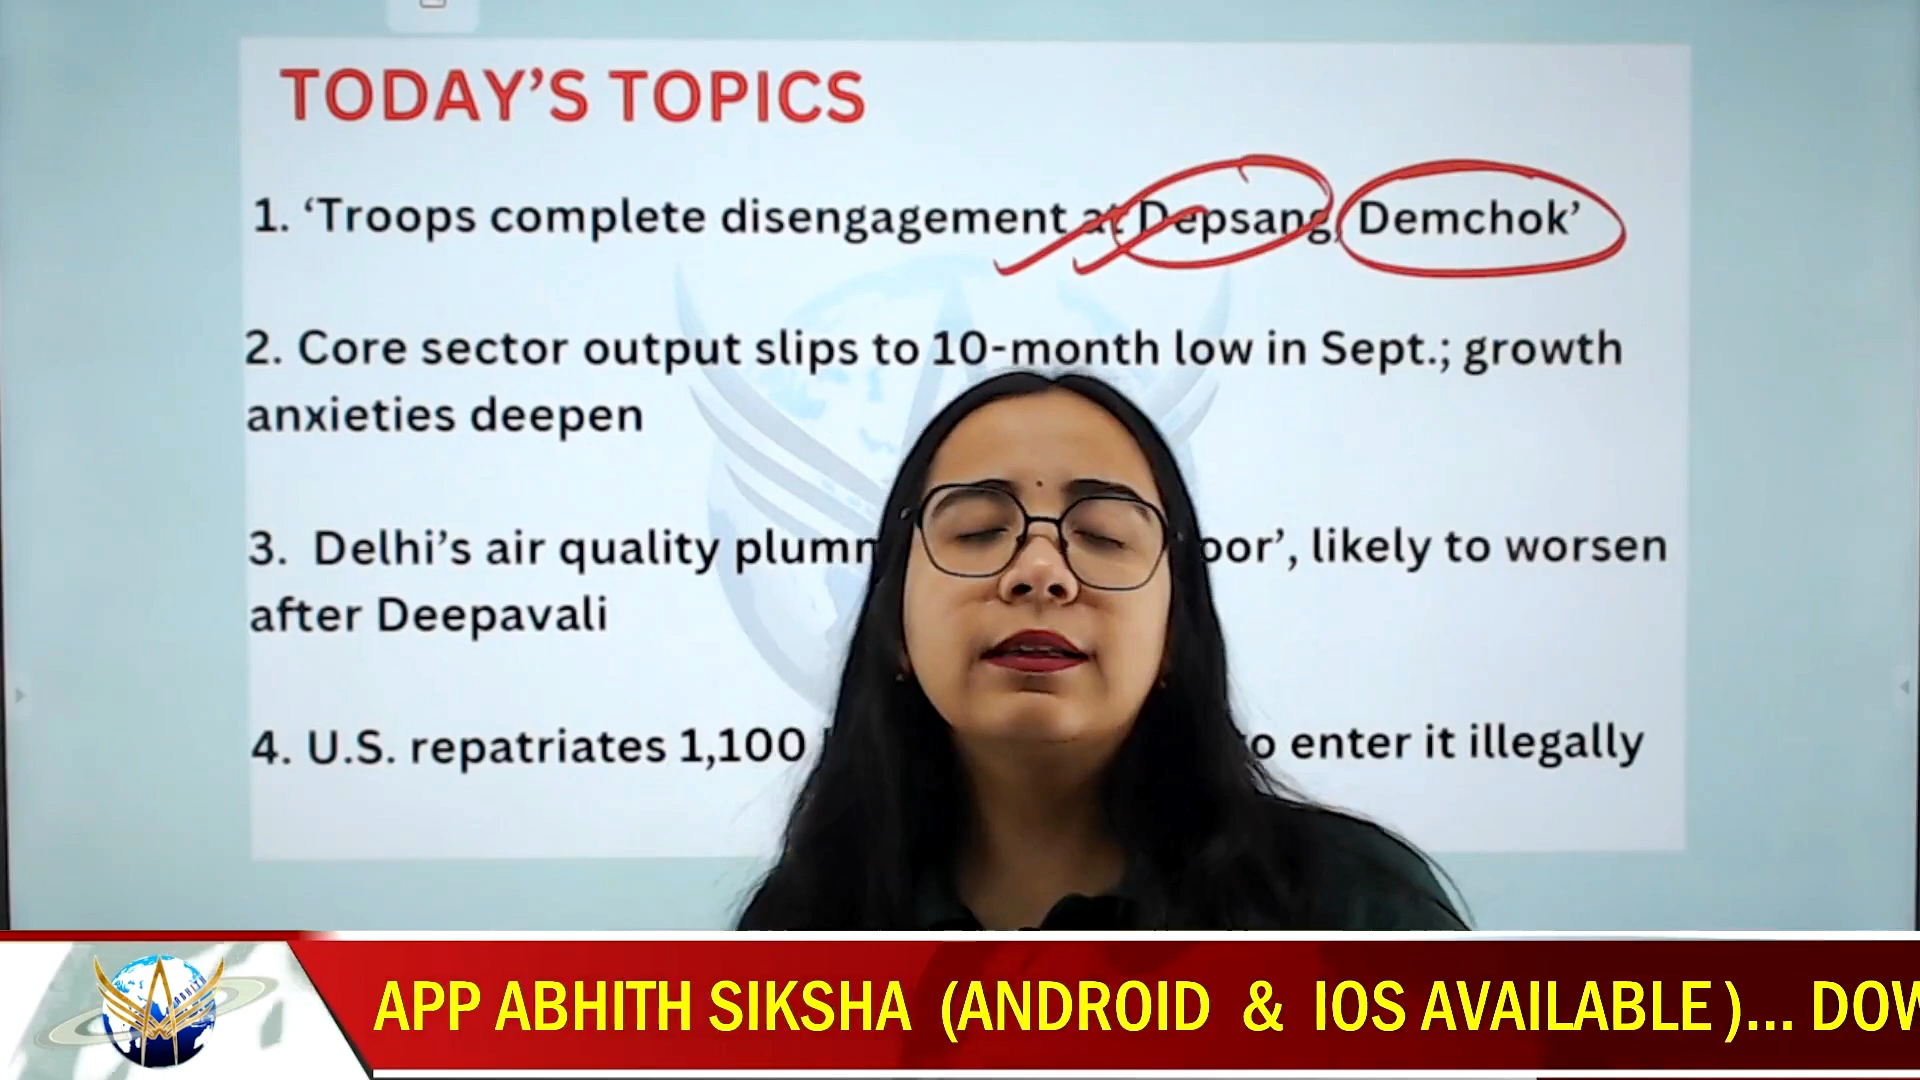 TODAY’S TOPICS
1. ‘Troops complete disengagement at Depsang, Demchok’
2. Core sector output slips to 10-month low in Sept.; growth
anxieties deepen
3. Delhi’s air quality likely to worsen
after Deepavali
4. U.S. repatriates 1,100 enter it illegally
ABHITH
APP ABHITH SIKSHA (ANDROID & IOS AVAILABLE)... DOW